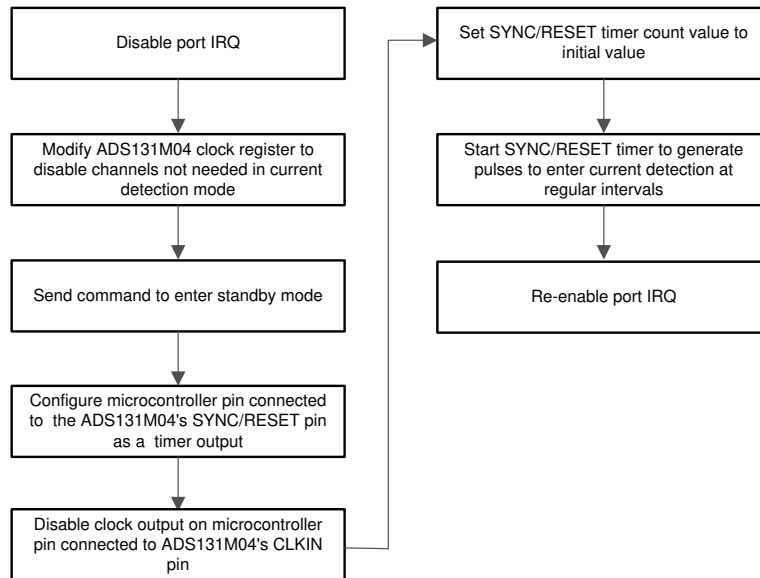 Disable port IRQ
Modify ADS131M04 clock register to
disable channels not needed in current
detection mode
Send command to enter standby mode
Configure microcontroller pin connected
to the ADS131M04's SYNC/RESET pin
as a timer output
Disable clock output on microcontroller
pin connected to ADS131M04's CLKIN
pin
Set SYNC/RESET timer count value to
initial value
Start SYNC/RESET timer to generate
pulses to enter current detection at
regular intervals
Re-enable port IRQ